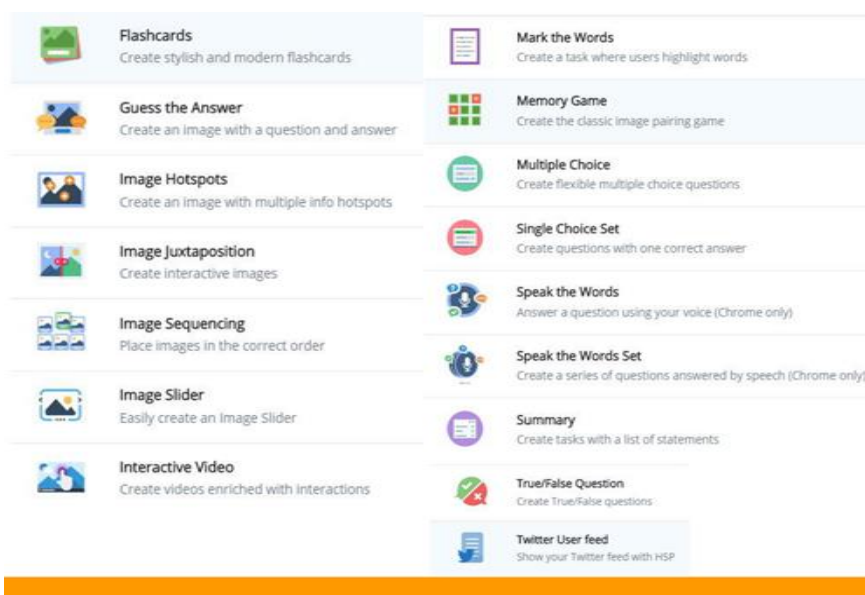 Flashcards
Create stylish and modern flashcards
Guess the Answer
Create an image with a question and answer
Image Hotspots
Create an image with multiple info hotspots
Image Juxtaposition
Create interactive images
Image Sequencing
Place images in the correct order
Image Slider
Easily create an Image Slider
Interactive Video
Create videos enriched with interactions
Mark the Words
Create a task where users highlight words
Memory Game
Create the classic image pairing game
Multiple Choice
Create flexible multiple choice questions
Single Choice Set
Create questions with one correct answer
Speak the Words
Answer a question using your voice (Chrome only)
Speak the Words Set
Create a series of questions answered by speech (Chrome only)
Summary
Create tasks with a list of statements
True/False Question
Create True/False questions
Twitter User feed
Show your Twitter feed with H5P